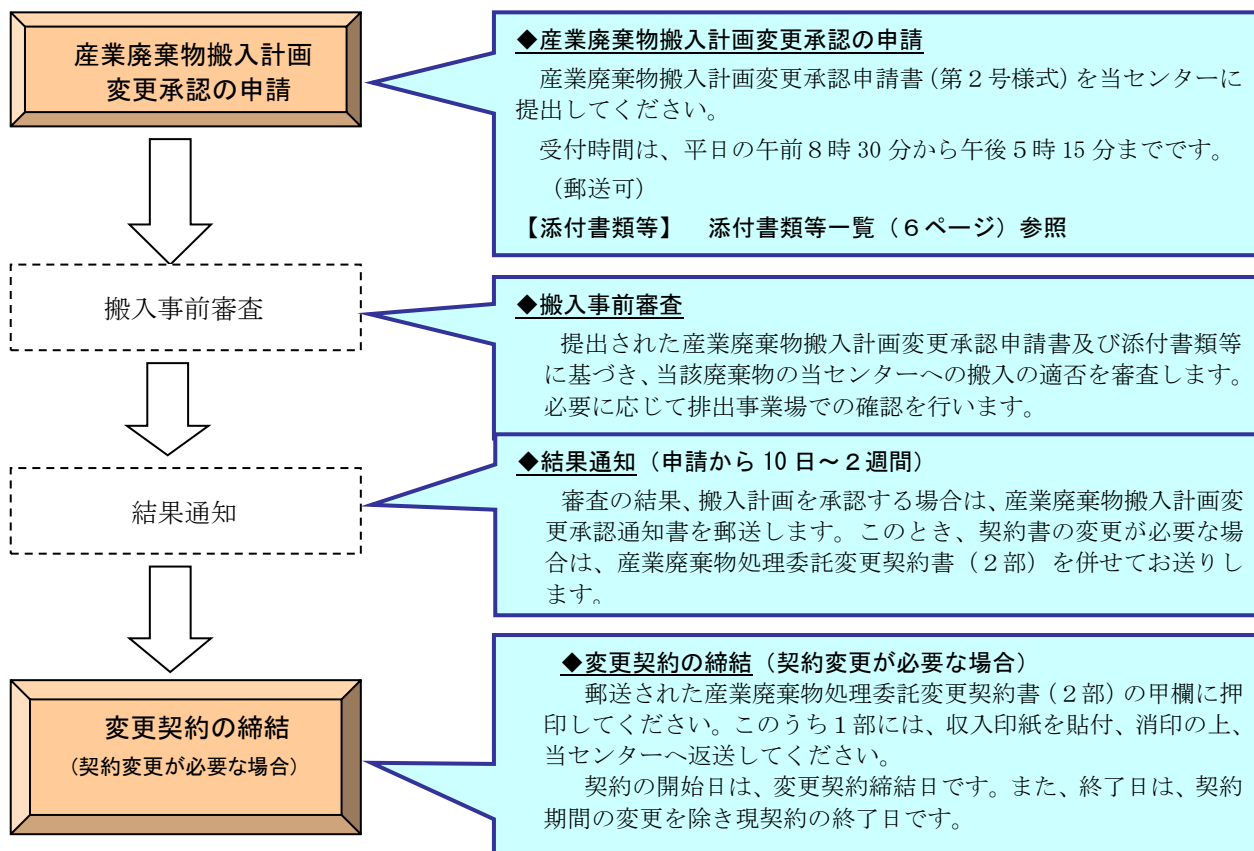 産業廃棄物搬入計画
変更承認の申請
◆産業廃棄物搬入計画変更承認の申請
産業廃棄物搬入計画変更承認申請書(第２号様式)を当センターに
提出してください。
受付時間は、平日の午前８時 30 分から午後５時 15 分までです。
（郵送可）
【添付書類等】　添付書類等一覧（６ページ）参照
搬入事前審査
◆搬入事前審査
提出された産業廃棄物搬入計画変更承認申請書及び添付書類等
に基づき、当該廃棄物の当センターへの搬入の適否を審査します。
必要に応じて排出事業場での確認を行います。
結果通知
◆結果通知（申請から 10 日～２週間）
審査の結果、搬入計画を承認する場合は、産業廃棄物搬入計画変
更承認通知書を郵送します。このとき、契約書の変更が必要な場
合は、産業廃棄物処理委託変更契約書（２部）を併せてお送りし
ます。
変更契約の締結
(契約変更が必要な場合)
◆変更契約の締結（契約変更が必要な場合）
郵送された産業廃棄物処理委託変更契約書(２部)の甲欄に押
印してください。このうち１部には、収入印紙を貼付、消印の上、
当センターへ返送してください。
契約の開始日は、変更契約締結日です。また、終了日は、契約
期間の変更を除き現契約の終了日です。